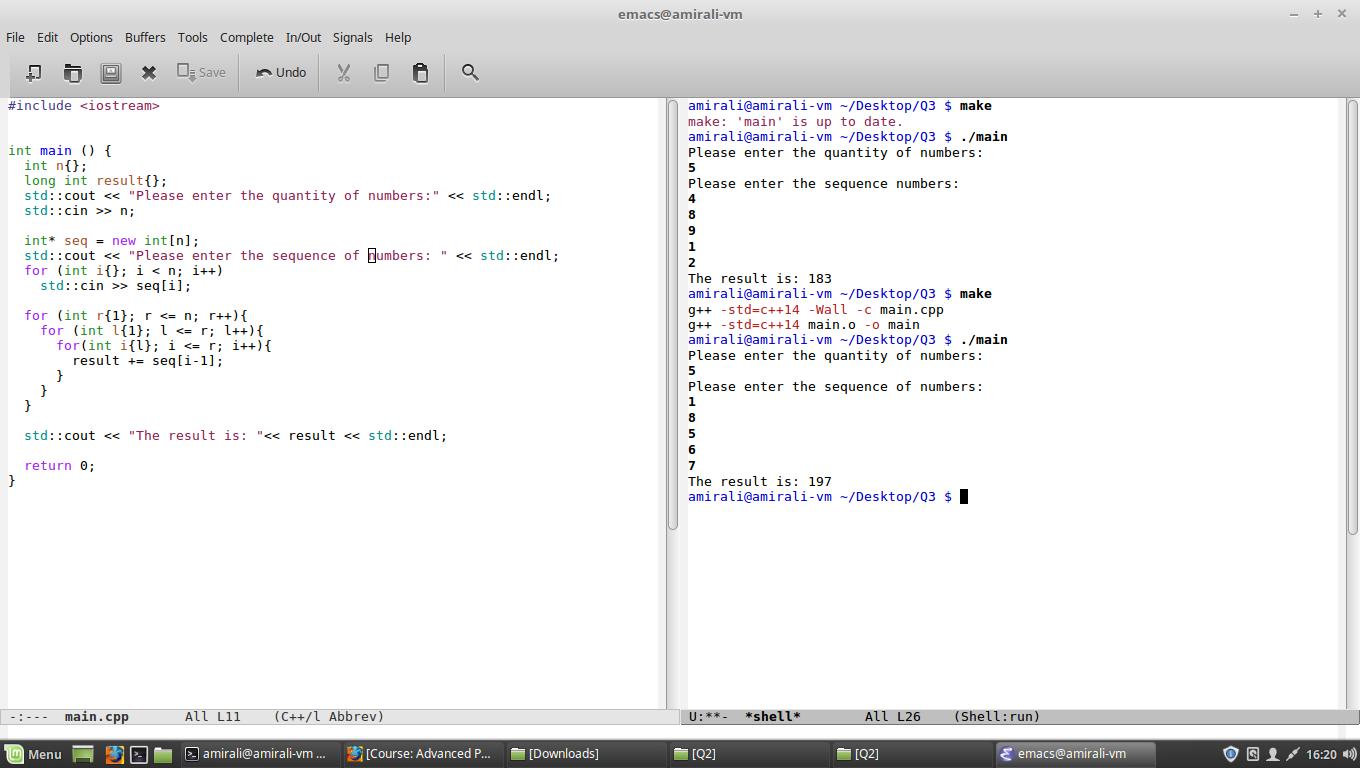 emacs@amirali-vm
File Edit Options Buffers Tools Complete In/Out Signals Help
Save Undo
#include <iostream>
int main () {
  int n{};
  long int result{};
  std::cout << "Please enter the quantity of numbers:" << std::endl;
  std::cin >> n;
  int* seq = new int[n];
  std::cout << "Please enter the sequence of numbers: " << std::endl;
  for (int i{}; i < n; i++)
    std::cin >> seq[i];
  for (int r{1}; r <= n; r++){
    for (int l{1}; l <= r; l++){
      for(int i{l}; i <= r; i++){
        result += seq[i-1];
      }
    }
  }
  std::cout << "The result is: "<< result << std::endl;
  return 0;
}
-:--- main.cpp All L11 (C++/l Abbrev)
amirali@amirali-vm ~/Desktop/Q3 $ make
make: 'main' is up to date.
amirali@amirali-vm ~/Desktop/Q3 $ ./main
Please enter the quantity of numbers:
5
Please enter the sequence numbers:
4
8
9
1
2
The result is: 183
amirali@amirali-vm ~/Desktop/Q3 $ make
g++ -std=c++14 -Wall -c main.cpp
g++ -std=c++14 main.o -o main
amirali@amirali-vm ~/Desktop/Q3 $ ./main
Please enter the quantity of numbers:
5
Please enter the sequence of numbers:
1
8
5
6
7
The result is: 197
amirali@amirali-vm ~/Desktop/Q3 $
U:**- *shell* All L26 (Shell:run)
Menu amirali@amirali-vm ... [Course: Advanced P... [Downloads] [Q2] [Q2] emacs@amirali-vm 16:20